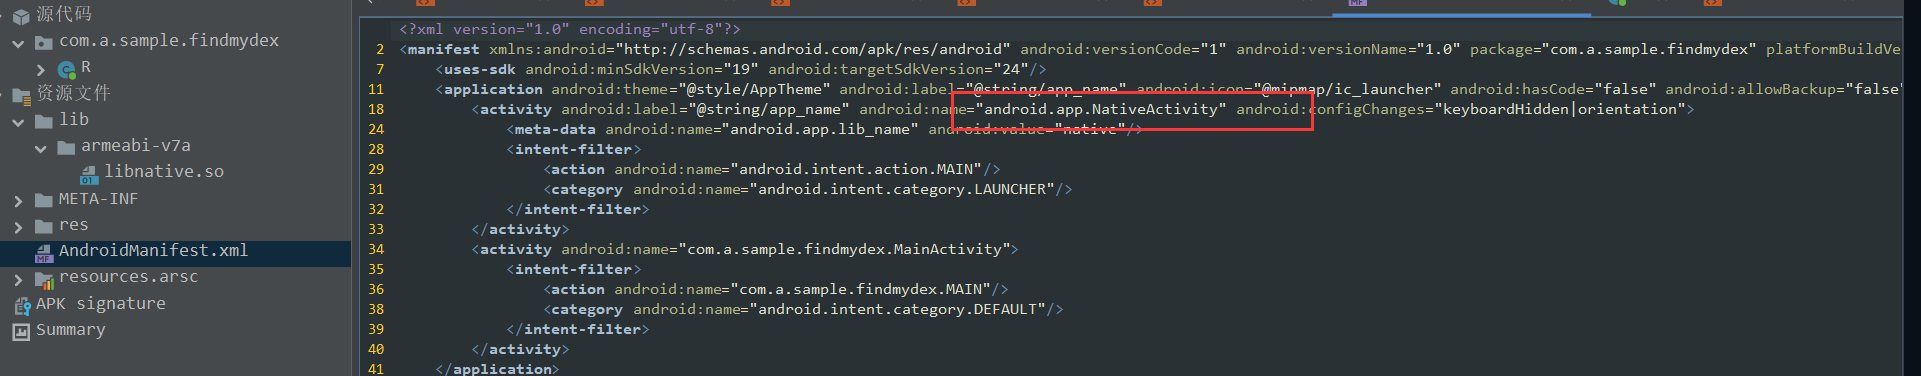 源代码
com.a.sample.findmydex
R
资源文件
lib
armeabi-v7a
libnative.so
META-INF
res
AndroidManifest.xml
resources.arsc
APK signature
Summary
<?xml version="1.0" encoding="utf-8"?>
2 <manifest xmlns:android="http://schemas.android.com/apk/res/android" android:versionCode="1" android:versionName="1.0" package="com.a.sample.findmydex" platformBuildVe
7 <uses-sdk android:minSdkVersion="19" android:targetSdkVersion="24"/>
11 <application android:theme="@style/AppTheme" android:label="@string/app_name" android:icon="@mipmap/ic_launcher" android:hasCode="false" android:allowBackup="false"
18 <activity android:label="@string/app_name" android:name="android.app.NativeActivity" android:configChanges="keyboardHidden|orientation">
24 <meta-data android:name="android.app.lib_name" android:value="native"/>
28 <intent-filter>
29 <action android:name="android.intent.action.MAIN"/>
31 <category android:name="android.intent.category.LAUNCHER"/>
32 </intent-filter>
33 </activity>
34 <activity android:name="com.a.sample.findmydex.MainActivity">
35 <intent-filter>
36 <action android:name="com.a.sample.findmydex.MAIN"/>
38 <category android:name="android.intent.category.DEFAULT"/>
39 </intent-filter>
40 </activity>
41 </application>